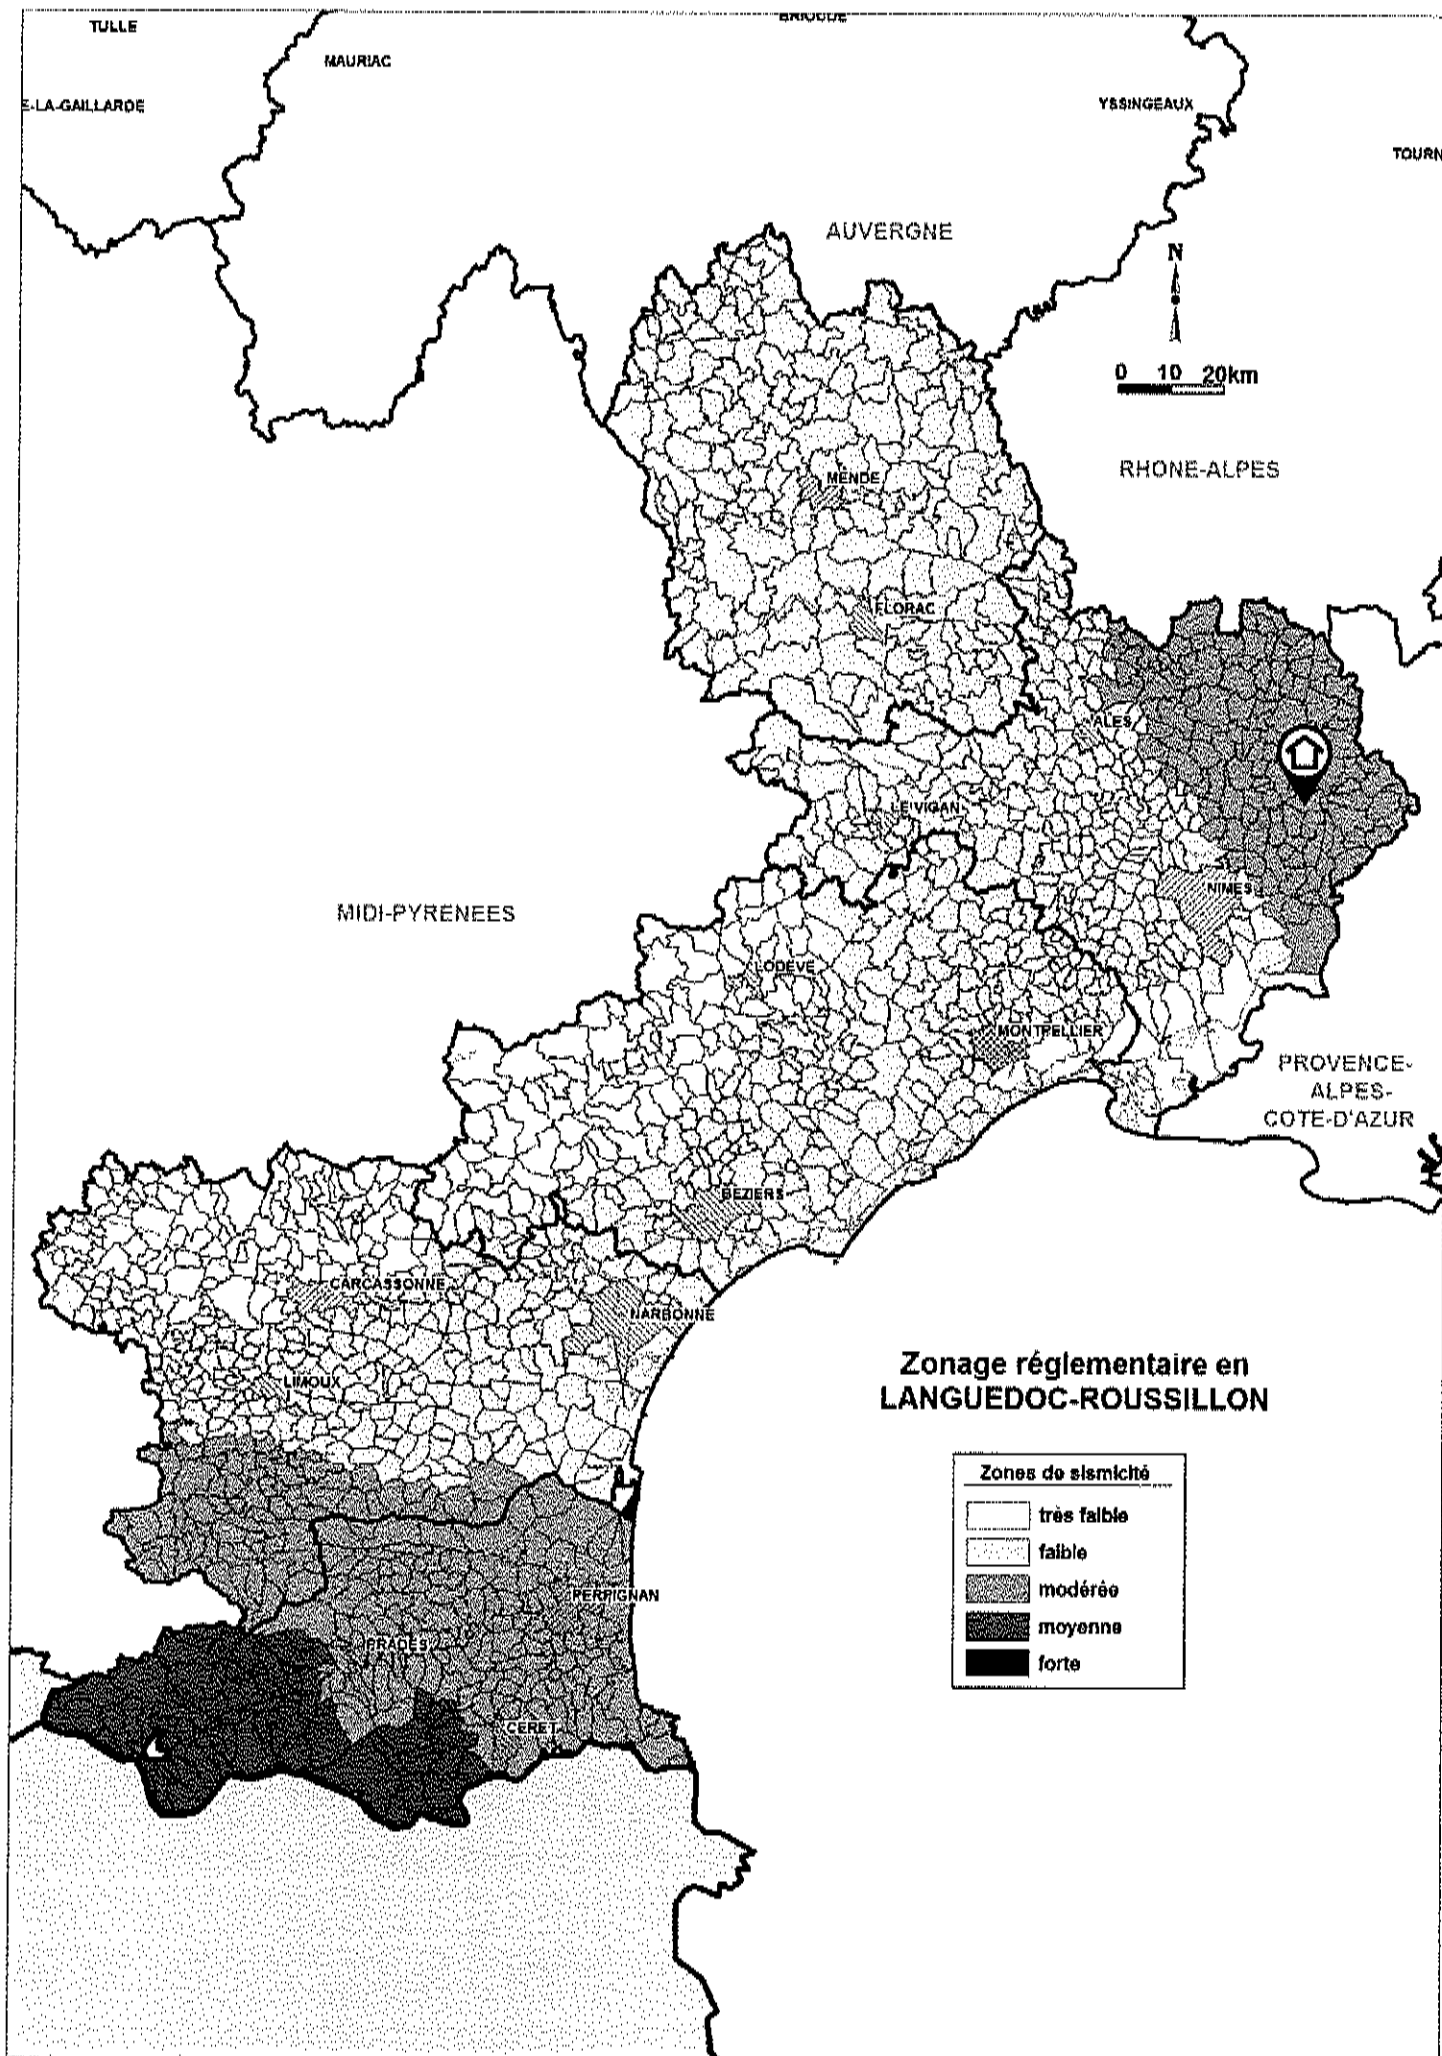 TULLE
MAURIAC
E-LA-GAILLARDE
YSSINGEAUX
TOURN
AUVERGNE
N
0 10 20km
RHONE-ALPES
MENDE
FLORAC
ALES
LE VIGAN
NIMES
MIDI-PYRENEES
LODEVE
MONTPELLIER
PROVENCE-
ALPES-
COTE-D'AZUR
BEZIERS
CARCASSONNE
NARBONNE
LIMOUX
Zonage réglementaire en
LANGUEDOC-ROUSSILLON
Zones de sismicité
très faible
faible
modérée
moyenne
forte
PERPIGNAN
PRADES
CERET